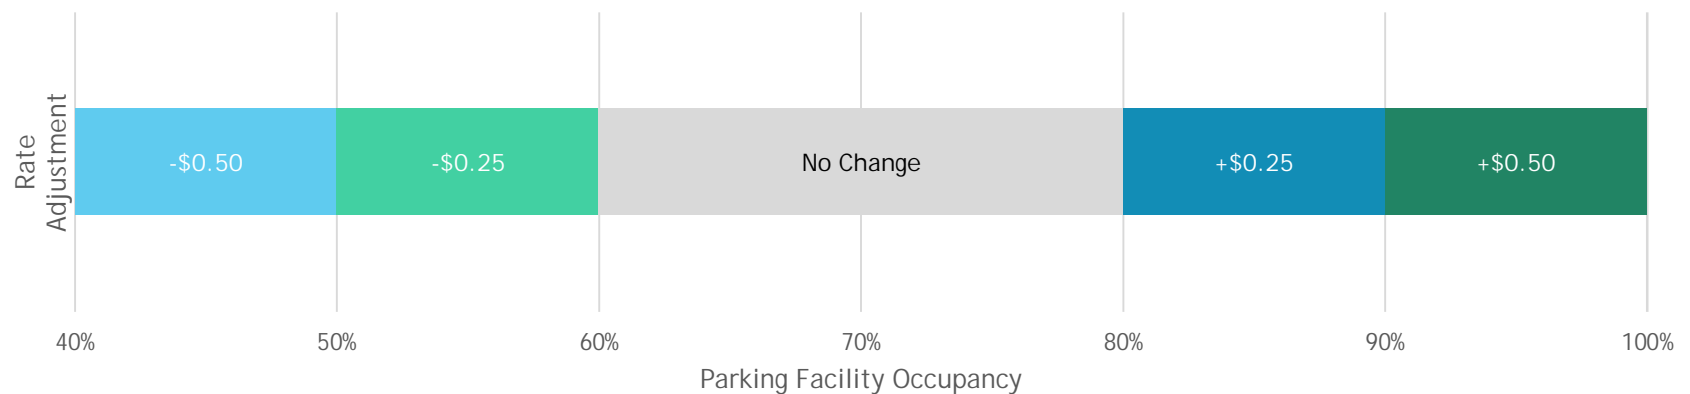 Rate
Adjustment
-$0.50
-$0.25
No Change
+$0.25
+$0.50
40%
50%
60%
70%
80%
90%
100%
Parking Facility Occupancy